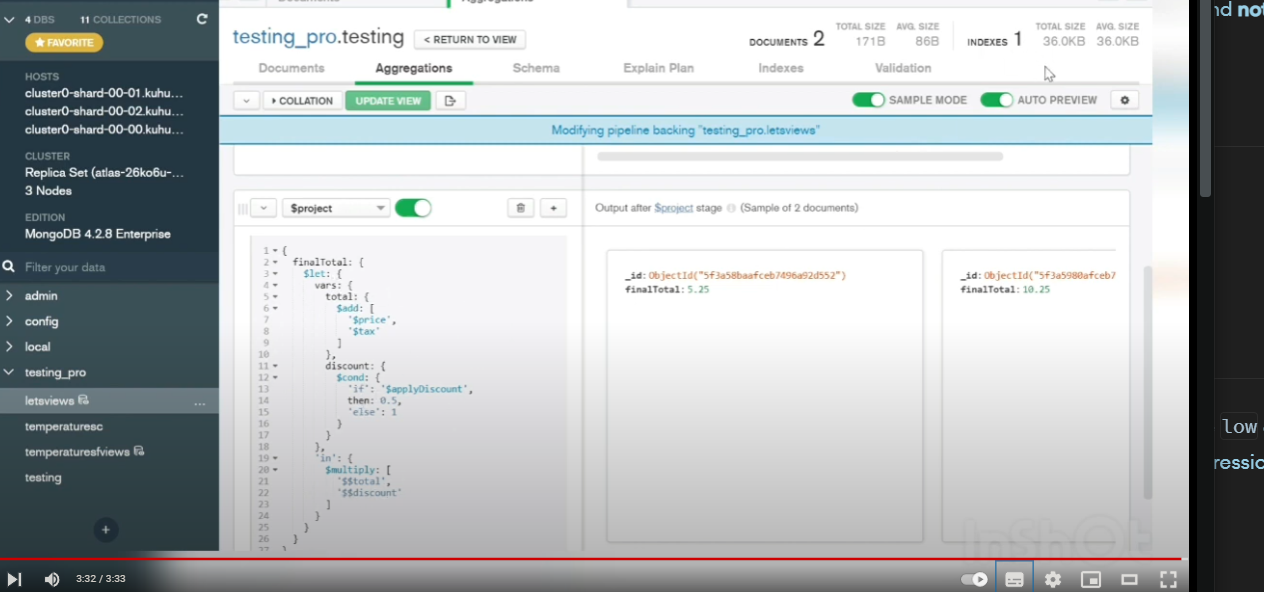 4 DBS 11 COLLECTIONS
★ FAVORITE
HOSTS
cluster0-shard-00-01.kuhu...
cluster0-shard-00-02.kuhu...
cluster0-shard-00-00.kuhu...
CLUSTER
Replica Set (atlas-26ko6u-...
3 Nodes
EDITION
MongoDB 4.2.8 Enterprise
Filter your data
admin
config
local
testing_pro
letsviews
...
temperaturesc
temperaturesfviews
testing
+
testing_pro.testing
< RETURN TO VIEW
DOCUMENTS 2
TOTAL SIZE 171B
AVG. SIZE 86B
INDEXES 1
TOTAL SIZE 36.0KB
AVG. SIZE 36.0KB
Documents Aggregations Schema Explain Plan Indexes Validation
COLLATION UPDATE VIEW SAMPLE MODE AUTO PREVIEW
Modifying pipeline backing "testing_pro.letsviews"
$project
+
Output after $project stage (Sample of 2 documents)
1 {
2 finalTotal: {
3 $let: {
4 vars: {
5 total: {
6 $add: [
7 '$price',
8 '$tax'
9 ]
10 },
11 discount: {
12 $cond: {
13 'if': '$applyDiscount',
14 then: 0.5,
15 'else': 1
16 }
17 }
18 },
19 'in': {
20 $multiply: [
21 '$$total',
22 '$$discount'
23 ]
24 }
25 }
26 }
27 }
_id: ObjectId("5f3a58baafceb7496a92d552")
finalTotal: 5.25
_id: ObjectId("5f3a5980afceb7
finalTotal: 10.25
InShOt
3:32 / 3:33
nd not
low
ressio